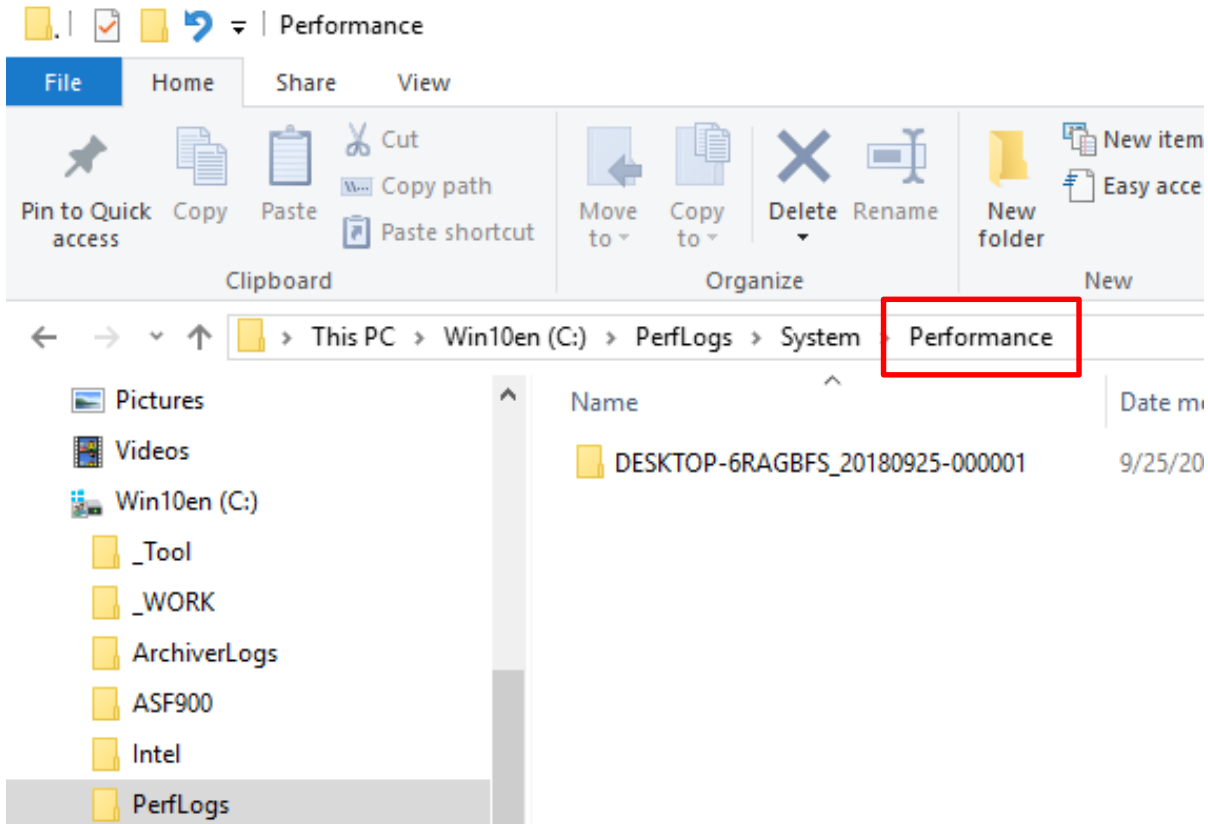 Performance
File Home Share View
Pin to Quick access
Copy
Paste
Cut
Copy path
Paste shortcut
Move to
Copy to
Delete
Rename
New folder
New item
Easy acce
Clipboard Organize New
This PC > Win10en (C:) > PerfLogs > System > Performance
Pictures
Videos
Win10en (C:)
_Tool
_WORK
ArchiverLogs
ASF900
Intel
PerfLogs
Name Date m
DESKTOP-6RAGBFS_20180925-000001 9/25/20